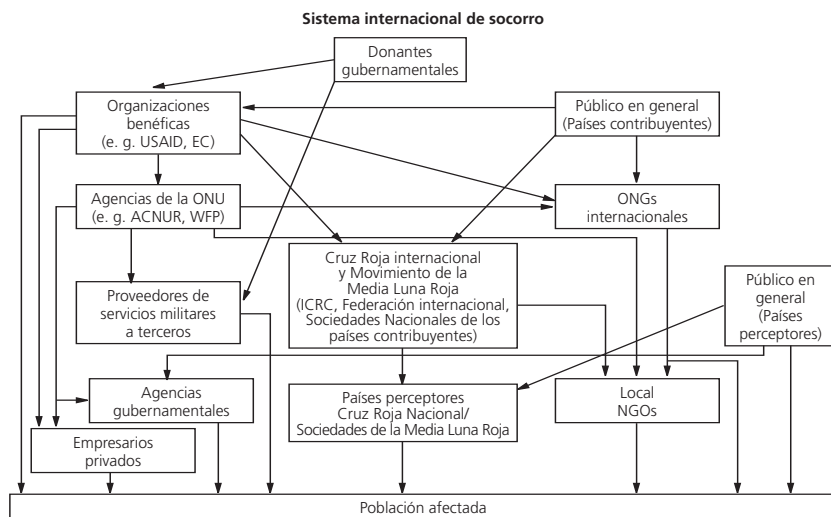 Sistema internacional de socorro
Donantes
gubernamentales
Organizaciones
benéficas
(e. g. USAID, EC)
Público en general
(Países contribuyentes)
Agencias de la ONU
(e. g. ACNUR, WFP)
ONGs
internacionales
Cruz Roja internacional
y Movimiento de la
Media Luna Roja
(ICRC, Federación internacional,
Sociedades Nacionales de los
países contribuyentes)
Público en
general
(Países
perceptores)
Proveedores de
servicios militares
a terceros
Agencias
gubernamentales
Países perceptores
Cruz Roja Nacional/
Sociedades de la Media Luna Roja
Local
NGOs
Empresarios
privados
Población afectada